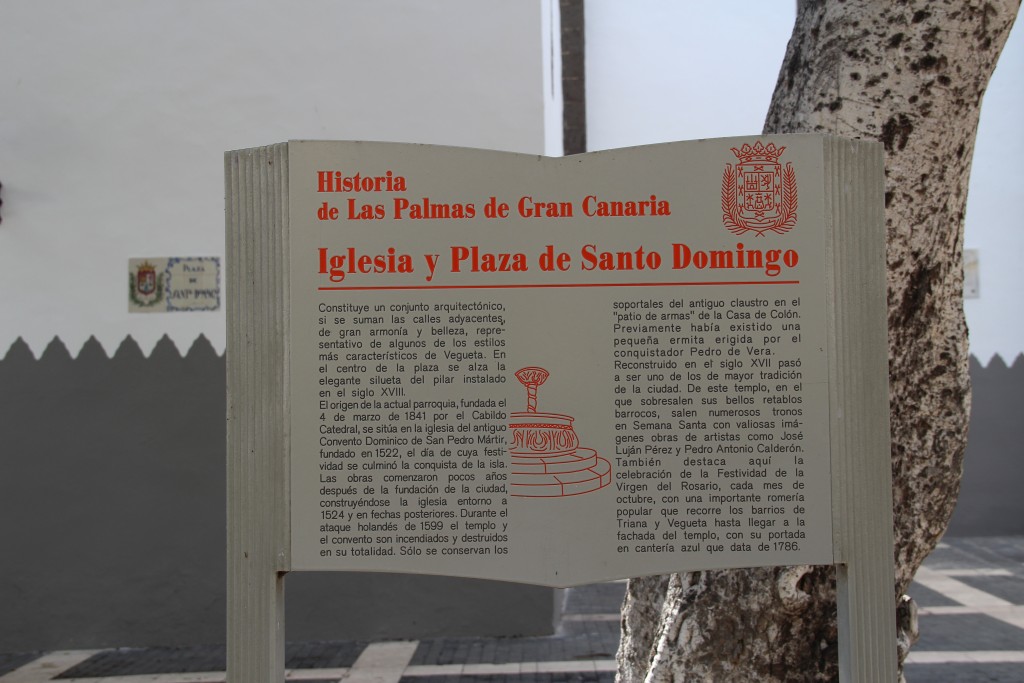 Historia
de Las Palmas de Gran Canaria
Iglesia y Plaza de Santo Domingo
Constituye un conjunto arquitectónico,
si se suman las calles adyacentes,
de gran armonía y belleza, repre-
sentativo de algunos de los estilos
más característicos de Vegueta. En
el centro de la plaza se alza la
elegante silueta del pilar instalado
en el siglo XVIII.
El origen de la actual parroquia, fundada el
4 de marzo de 1841 por el Cabildo
Catedral, se sitúa en la iglesia del antiguo
Convento Dominico de San Pedro Mártir,
fundado en 1522, el día de cuya festi-
vidad se culminó la conquista de la isla.
Las obras comenzaron pocos años
después de la fundación de la ciudad,
construyéndose la iglesia entorno a
1524 y en fechas posteriores. Durante el
ataque holandés de 1599 el templo y
el convento son incendiados y destruidos
en su totalidad. Sólo se conservan los
soportales del antiguo claustro en el
"patio de armas" de la Casa de Colón.
Previamente había existido una
pequeña ermita erigida por el
conquistador Pedro de Vera.
Reconstruido en el siglo XVII pasó
a ser uno de los de mayor tradición
de la ciudad. De este templo, en el
que sobresalen sus bellos retablos
barrocos, salen numerosos tronos
en Semana Santa con valiosas imá-
genes obras de artistas como José
Luján Pérez y Pedro Antonio Calderón.
También destaca aquí la
celebración de la Festividad de la
Virgen del Rosario, cada mes de
octubre, con una importante romería
popular que recorre los barrios de
Triana y Vegueta hasta llegar a la
fachada del templo, con su portada
en cantería azul que data de 1786.
PLAZA
DE